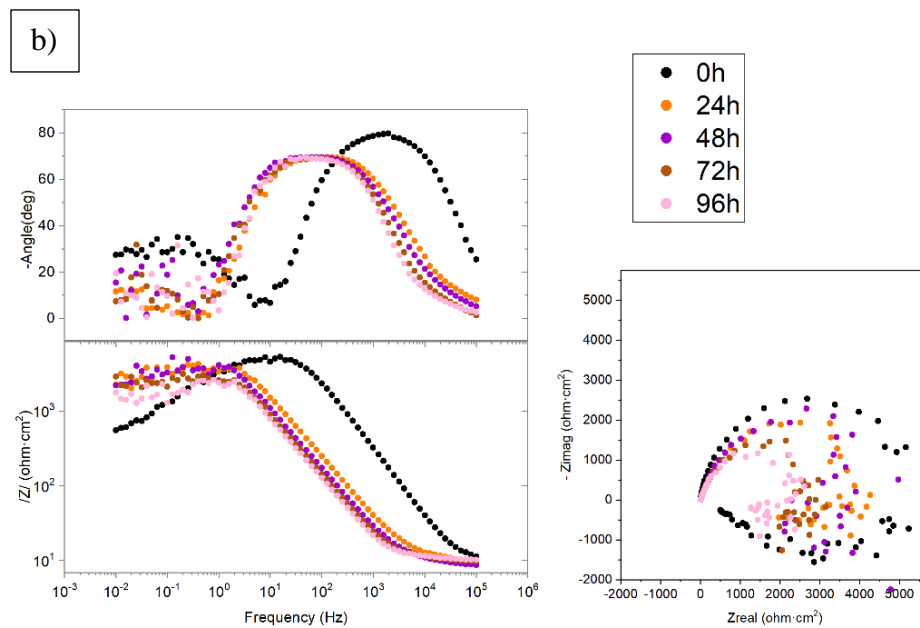 b)
0h
24h
48h
72h
96h
80
60
40
20
0
-Angle(deg)
10³
10²
10¹
/Z/ (ohm·cm²)
10⁻³ 10⁻² 10⁻¹ 10⁰ 10¹ 10² 10³ 10⁴ 10⁵ 10⁶
Frequency (Hz)
5000
4000
3000
2000
1000
0
-1000
-2000
- Zimag (ohm·cm²)
-2000 -1000 0 1000 2000 3000 4000 5000
Zreal (ohm·cm²)